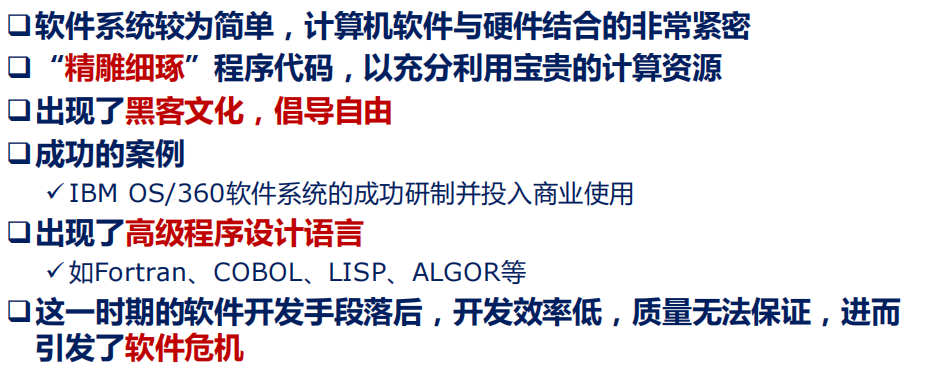 ❑软件系统较为简单，计算机软件与硬件结合的非常紧密
❑“精雕细琢”程序代码，以充分利用宝贵的计算资源
❑出现了黑客文化，倡导自由
❑成功的案例
✓IBM OS/360软件系统的成功研制并投入商业使用
❑出现了高级程序设计语言
✓如Fortran、COBOL、LISP、ALGOR等
❑这一时期的软件开发手段落后，开发效率低，质量无法保证，进而
引发了软件危机